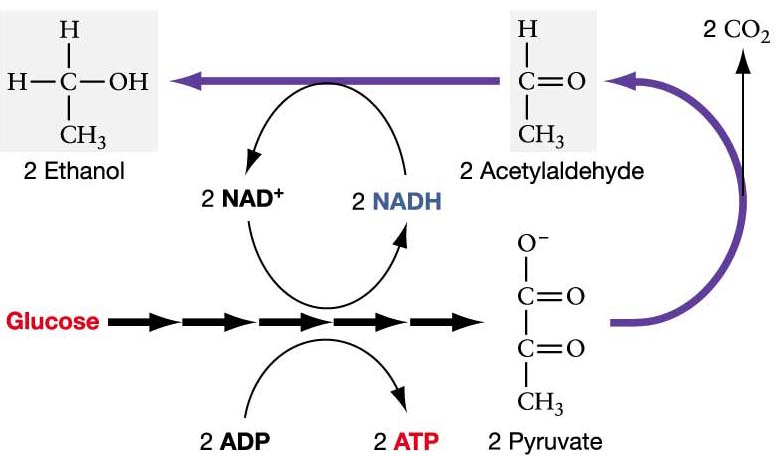 H
H—C—OH
CH₃
2 Ethanol
H
C=O
CH₃
2 Acetylaldehyde
2 CO₂
2 NAD⁺
2 NADH
O⁻
C=O
C=O
CH₃
Glucose
2 ADP
2 ATP
2 Pyruvate